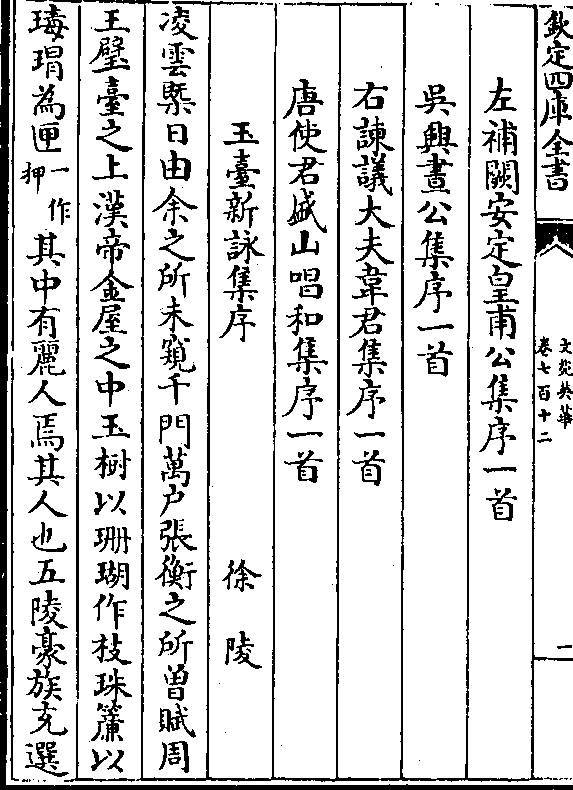 欽定四庫全書
文苑英華
卷七百十二
二
左補闕安定皇甫公集序一首
吳興晝公集序一首
右諫議大夫韋君集序一首
唐使君盛山唱和集序一首
玉臺新詠集序 徐陵
凌雲槩日由余之所未窺千門萬户張衡之所曽賦周
王璧臺之上漢帝金屋之中玉樹以珊瑚作枝珠簾以
瑇瑁為匣一作押其中有麗人焉其人也五陵豪族充選